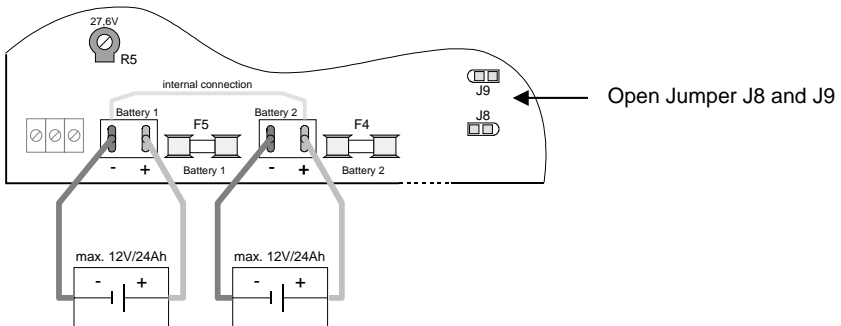 27,6V
R5
internal connection
J9
Open Jumper J8 and J9
J8
Battery 1
F5
Battery 2
F4
- + Battery 1 - + Battery 2
max. 12V/24Ah
max. 12V/24Ah
- +
- +